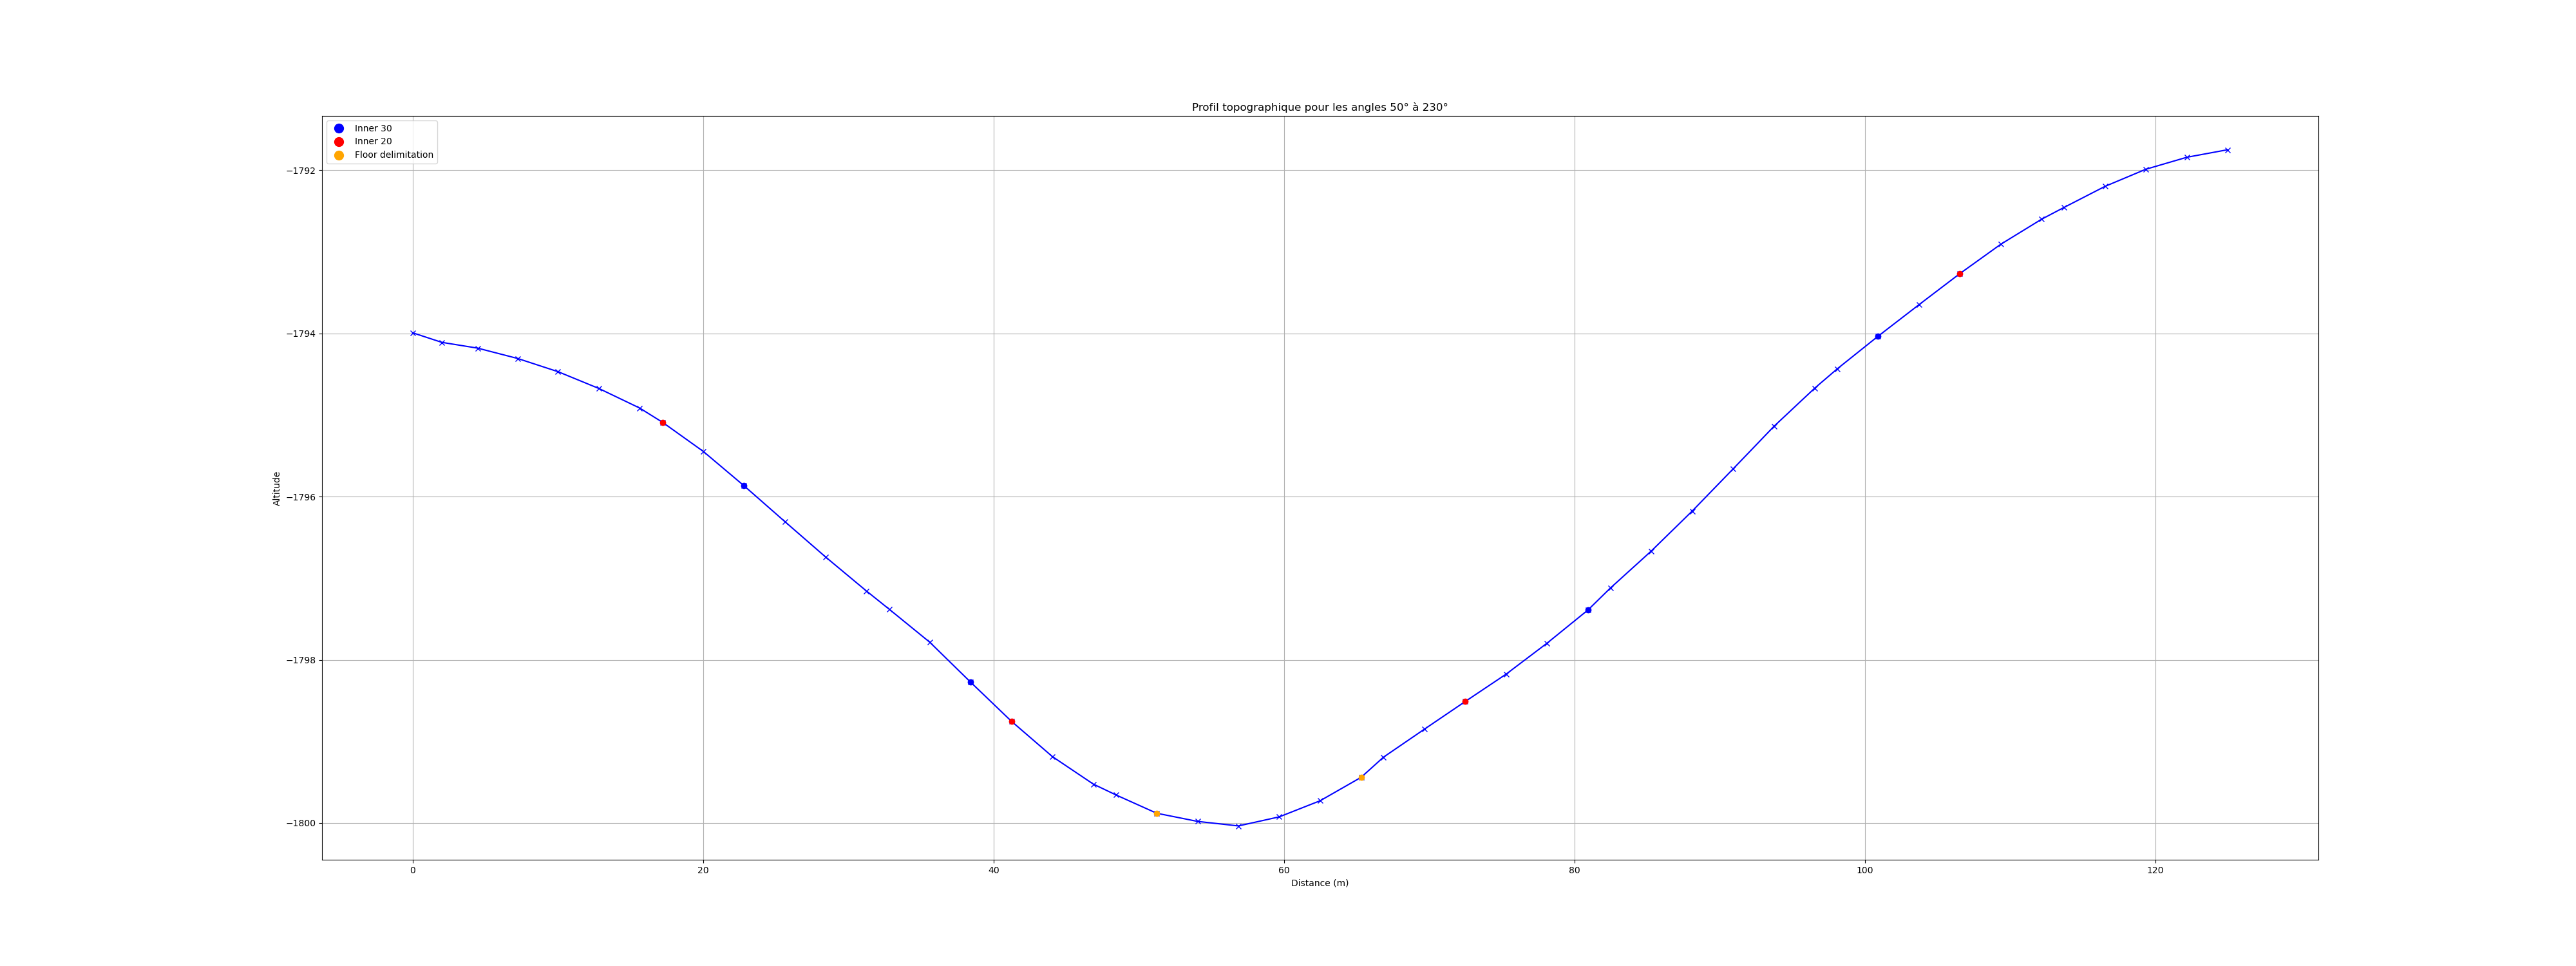 Profil topographique pour les angles 50° à 230°
Inner 30
Inner 20
Floor delimitation
−1792
−1794
−1796
−1798
−1800
Altitude
0 20 40 60 80 100 120
Distance (m)